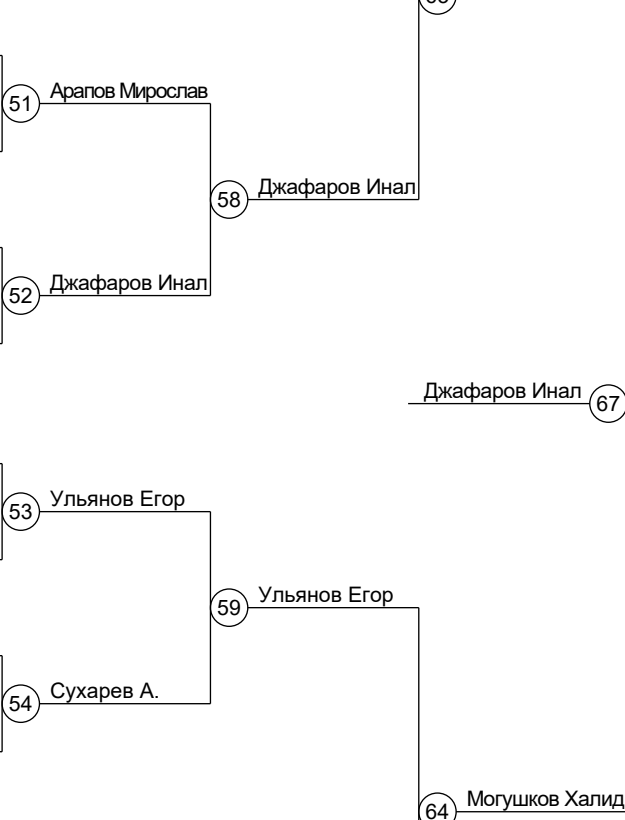 51 Арапов Мирослав
58 Джафаров Инал
52 Джафаров Инал
Джафаров Инал 67
53 Ульянов Егор
59 Ульянов Егор
54 Сухарев А.
64 Могушков Халид